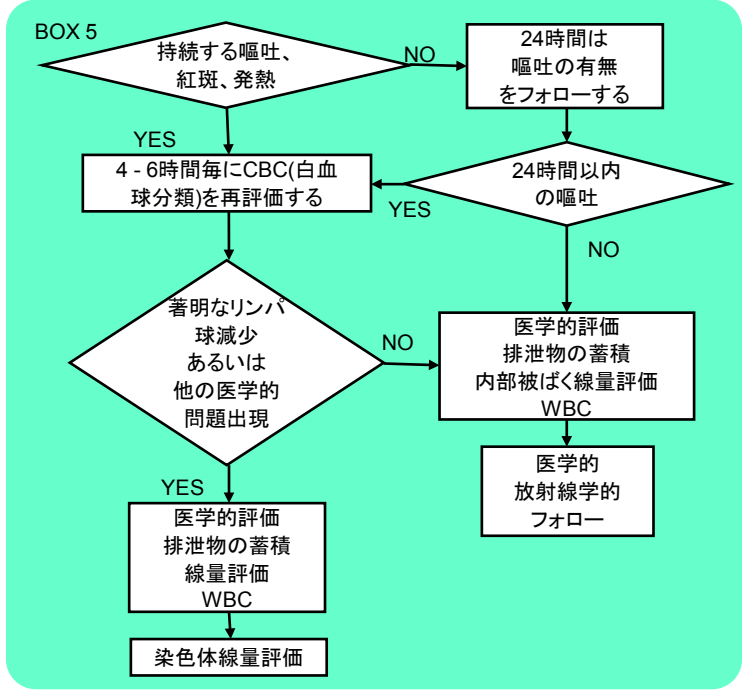 BOX 5
持続する嘔吐、
紅斑、発熱
NO
24時間は
嘔吐の有無
をフォローする
YES
4 - 6時間毎にCBC(白血
球分類)を再評価する
YES
24時間以内
の嘔吐
NO
著明なリンパ
球減少
あるいは
他の医学的
問題出現
NO
医学的評価
排泄物の蓄積
内部被ばく線量評価
WBC
医学的
放射線学的
フォロー
YES
医学的評価
排泄物の蓄積
線量評価
WBC
染色体線量評価